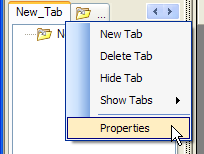 New_Tab ...
N
New Tab
Delete Tab
Hide Tab
Show Tabs
Properties